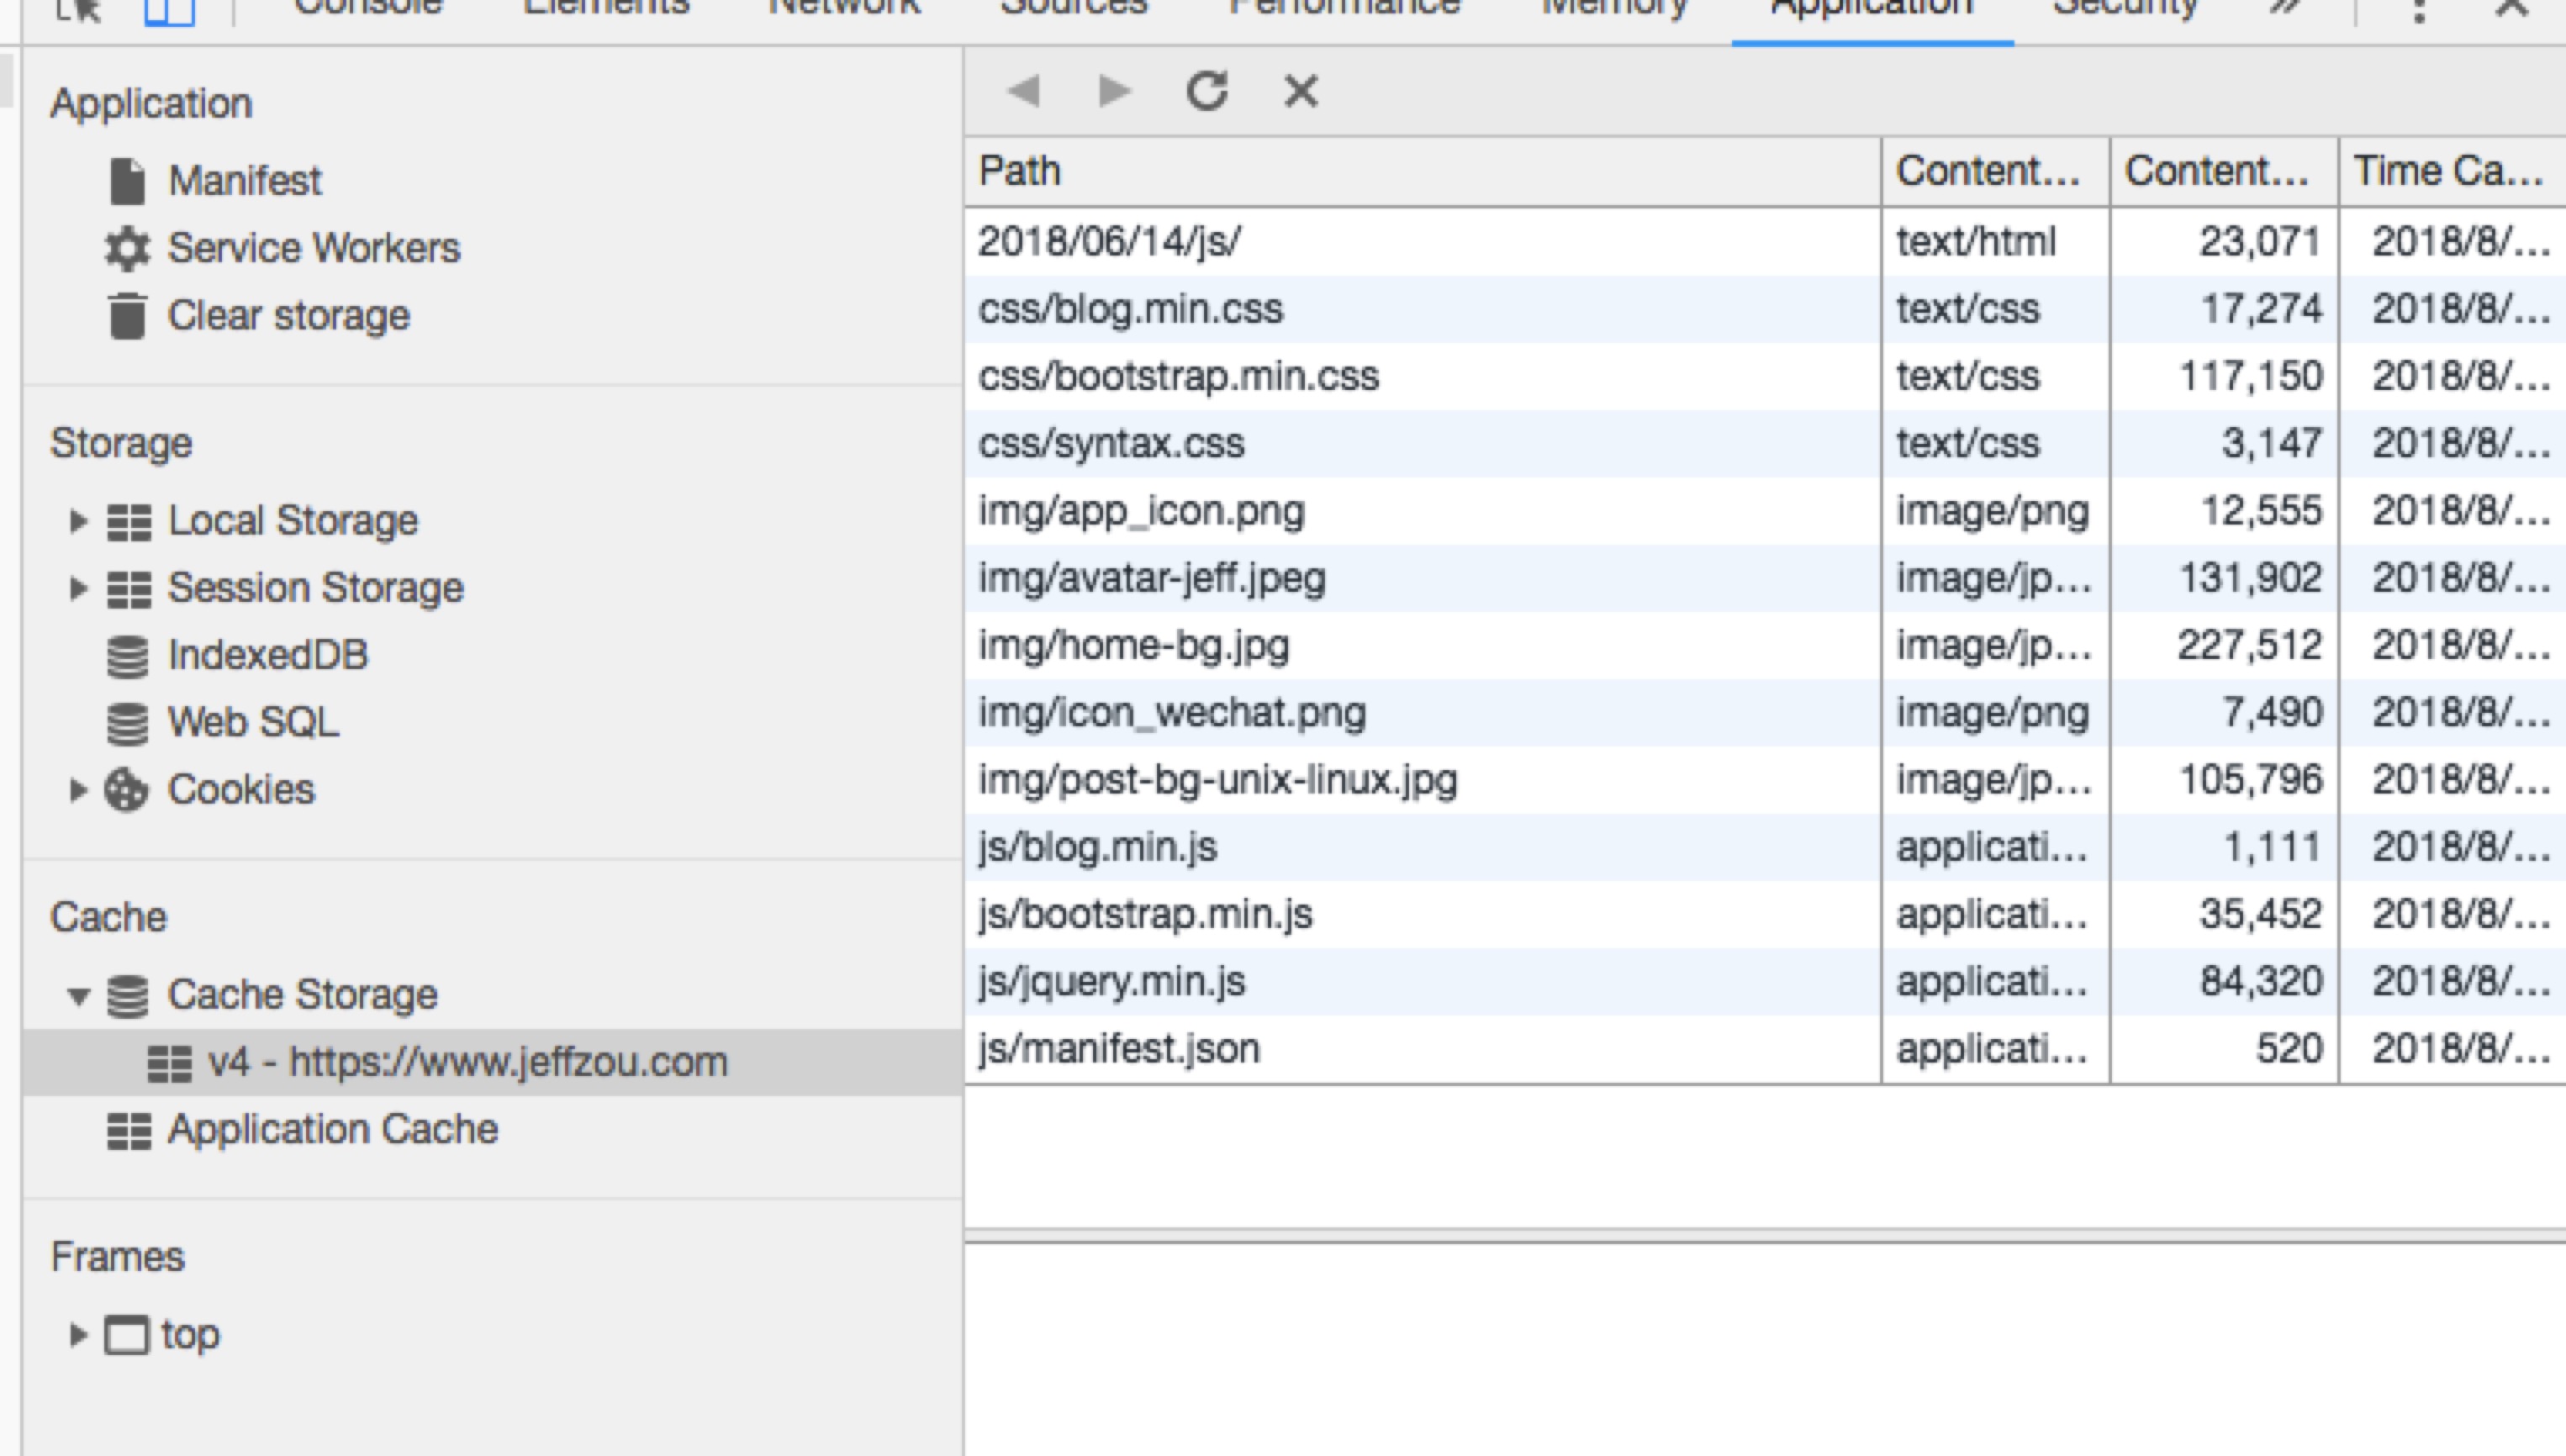 Console Elements Network Sources Performance Memory Application Security »
Application
Manifest
Service Workers
Clear storage
Storage
Local Storage
Session Storage
IndexedDB
Web SQL
Cookies
Cache
Cache Storage
v4 - https://www.jeffzou.com
Application Cache
Frames
top
Path Content... Content... Time Ca...
2018/06/14/js/ text/html 23,071 2018/8/...
css/blog.min.css text/css 17,274 2018/8/...
css/bootstrap.min.css text/css 117,150 2018/8/...
css/syntax.css text/css 3,147 2018/8/...
img/app_icon.png image/png 12,555 2018/8/...
img/avatar-jeff.jpeg image/jp... 131,902 2018/8/...
img/home-bg.jpg image/jp... 227,512 2018/8/...
img/icon_wechat.png image/png 7,490 2018/8/...
img/post-bg-unix-linux.jpg image/jp... 105,796 2018/8/...
js/blog.min.js applicati... 1,111 2018/8/...
js/bootstrap.min.js applicati... 35,452 2018/8/...
js/jquery.min.js applicati... 84,320 2018/8/...
js/manifest.json applicati... 520 2018/8/...